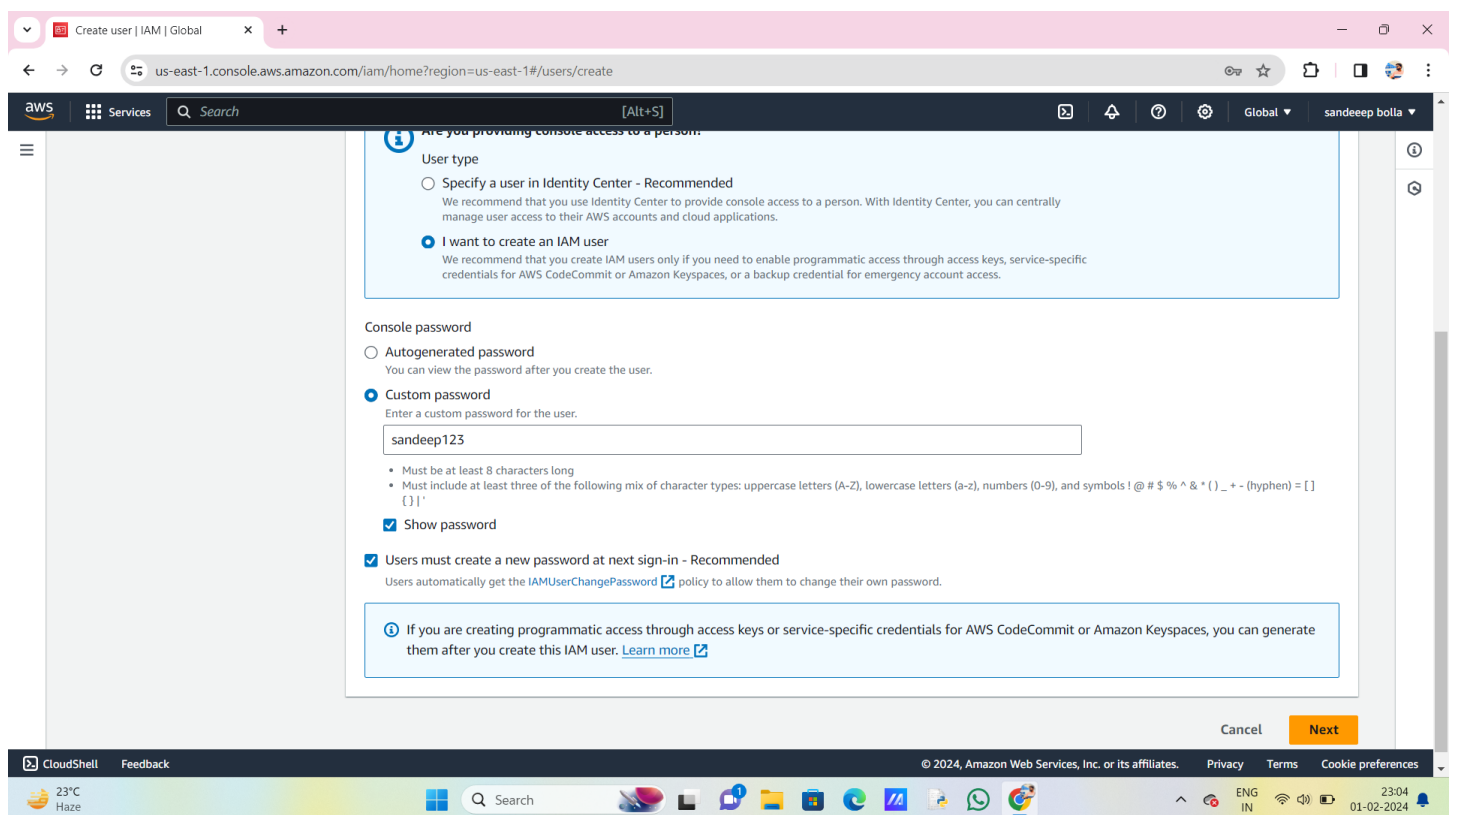 Create user | IAM | Global
us-east-1.console.aws.amazon.com/iam/home?region=us-east-1#/users/create
aws
Services
Search
[Alt+S]
Global
sandeeep bolla
Are you providing console access to a person?
User type
Specify a user in Identity Center - Recommended
We recommend that you use Identity Center to provide console access to a person. With Identity Center, you can centrally
manage user access to their AWS accounts and cloud applications.
I want to create an IAM user
We recommend that you create IAM users only if you need to enable programmatic access through access keys, service-specific
credentials for AWS CodeCommit or Amazon Keyspaces, or a backup credential for emergency account access.
Console password
Autogenerated password
You can view the password after you create the user.
Custom password
Enter a custom password for the user.
sandeep123
• Must be at least 8 characters long
• Must include at least three of the following mix of character types: uppercase letters (A-Z), lowercase letters (a-z), numbers (0-9), and symbols ! @ # $ % ^ & * ( ) _ + - (hyphen) = [ ]
{ } | '
Show password
Users must create a new password at next sign-in - Recommended
Users automatically get the IAMUserChangePassword policy to allow them to change their own password.
If you are creating programmatic access through access keys or service-specific credentials for AWS CodeCommit or Amazon Keyspaces, you can generate
them after you create this IAM user. Learn more
Cancel
Next
CloudShell
Feedback
© 2024, Amazon Web Services, Inc. or its affiliates.
Privacy
Terms
Cookie preferences
23°C
Haze
Search
1
ENG
IN
23:04
01-02-2024